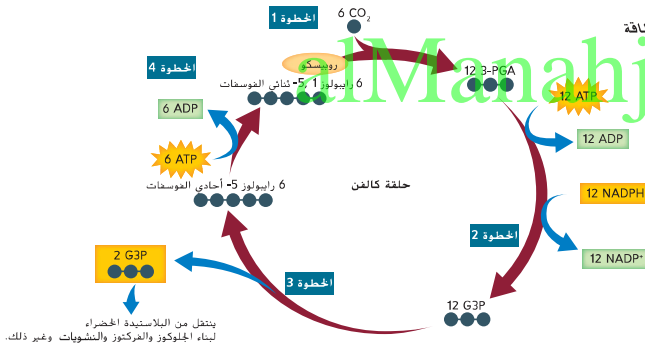 الخطوة 1
6 CO₂
روبيسكو
الخطوة 4
6 رايبولوز 1, 5- ثنائي الفوسفات
12 3-PGA
12 ATP
12 ADP
6 ADP
6 ATP
6 رايبولوز 5- أحادي الفوسفات
حلقة كالفن
12 NADPH
الخطوة 2
12 NADP⁺
2 G3P
الخطوة 3
12 G3P
ينتقل من البلاستيدة الخضراء
لبناء الجلوكوز والفركتوز والنشويات وغير ذلك.
alManahj